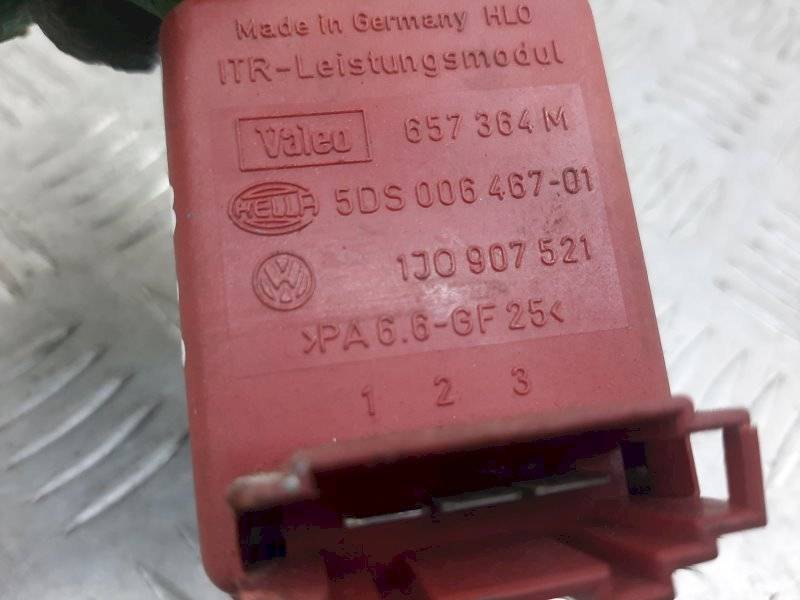 Made in Germany HLO
ITR-Leistungsmodul
Valeo 657 364 M
HELLA 5DS 006 467-01
VW 1J0 907 521
>PA 6.6-GF 25<
1 2 3